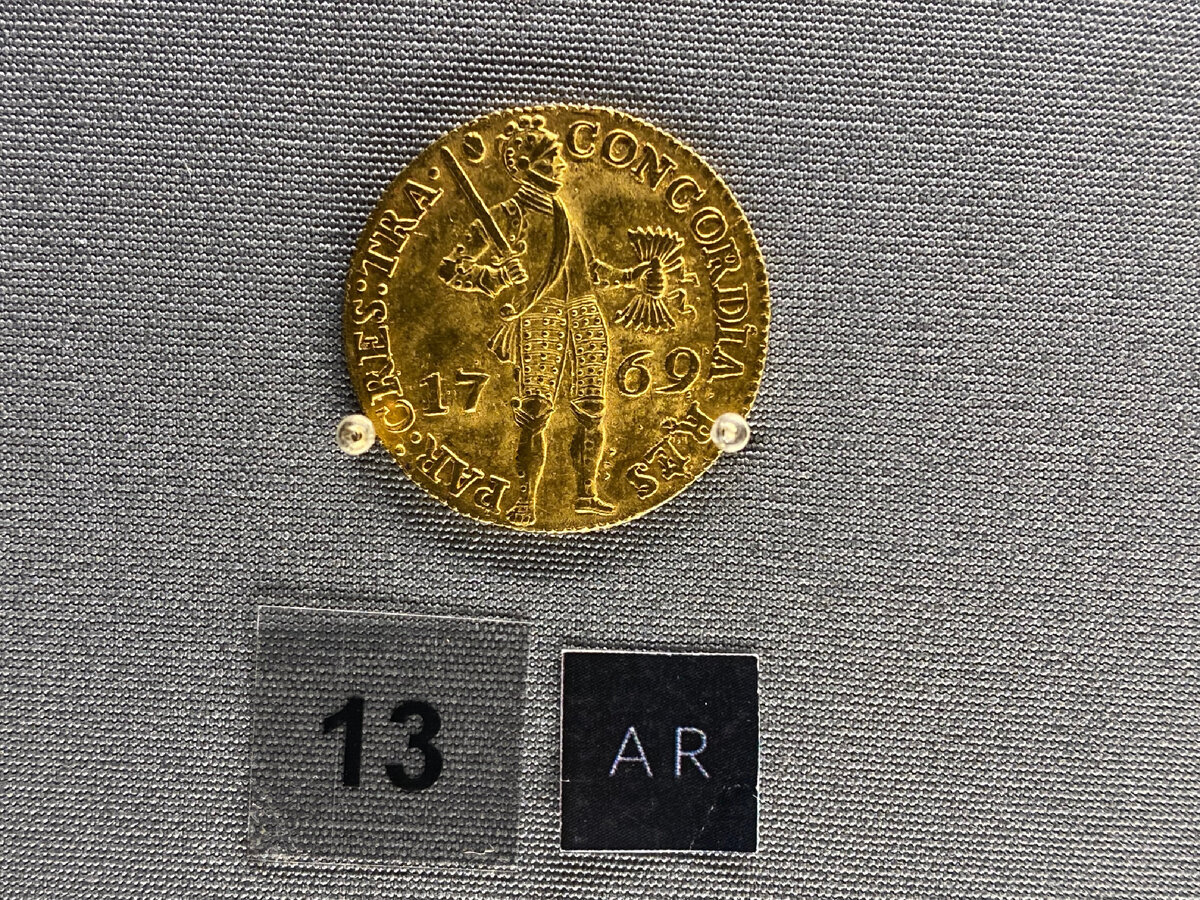 CONCORDIA RES
PAR·CRES:TRA·
17 69
13
AR